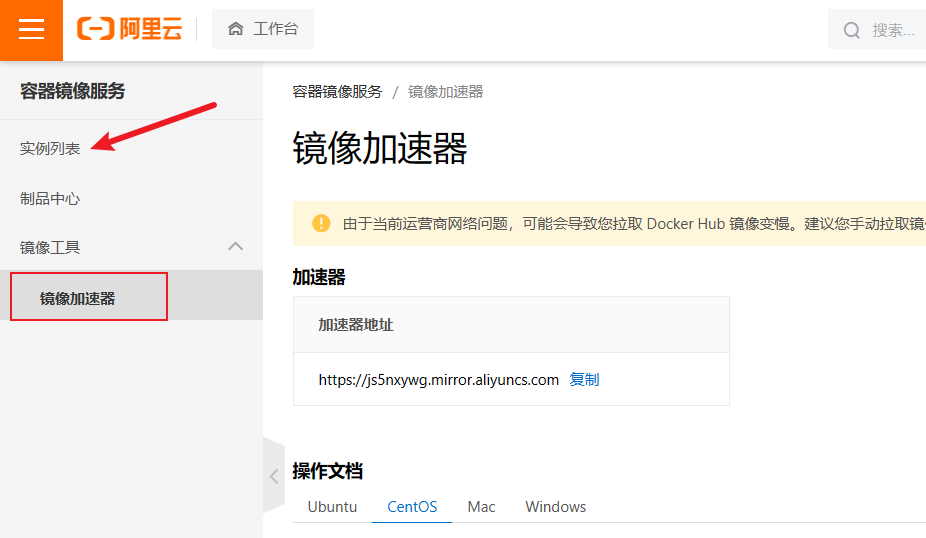 阿里云
工作台
搜索...
容器镜像服务
实例列表
制品中心
镜像工具
镜像加速器
容器镜像服务 / 镜像加速器
镜像加速器
由于当前运营商网络问题，可能会导致您拉取 Docker Hub 镜像变慢。建议您手动拉取镜
加速器
加速器地址
https://js5nxywg.mirror.aliyuncs.com 复制
操作文档
Ubuntu CentOS Mac Windows